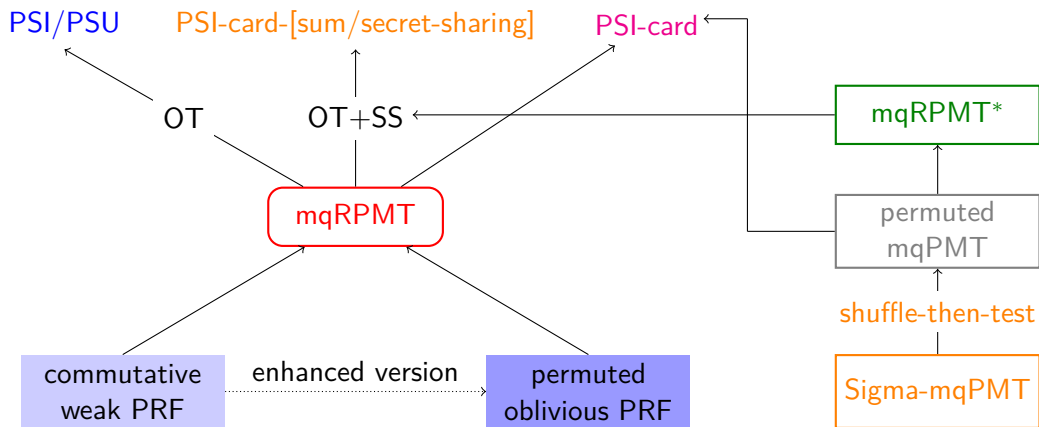 PSI/PSU
PSI-card-[sum/secret-sharing]
PSI-card
OT
OT+SS
mqRPMT*
mqRPMT
permuted
mqPMT
shuffle-then-test
commutative
weak PRF
enhanced version
permuted
oblivious PRF
Sigma-mqPMT